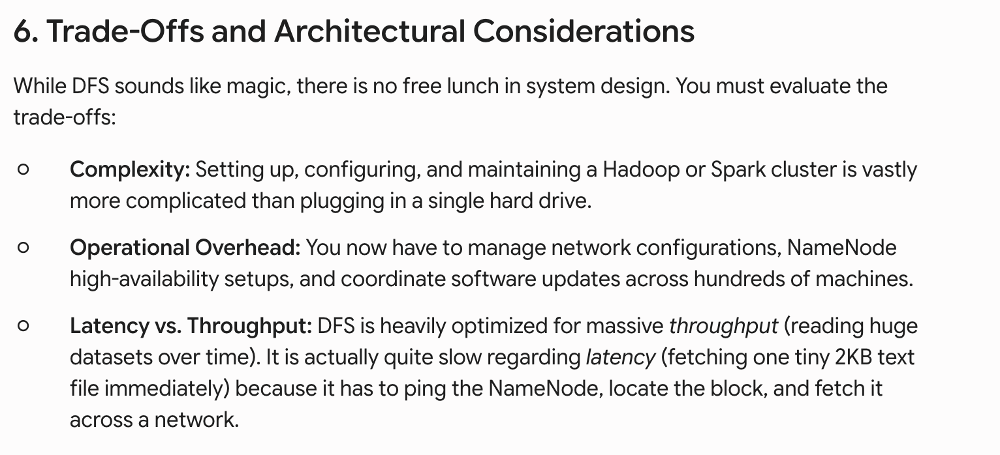 6. Trade-Offs and Architectural Considerations
While DFS sounds like magic, there is no free lunch in system design. You must evaluate the
trade-offs:
○ Complexity: Setting up, configuring, and maintaining a Hadoop or Spark cluster is vastly
more complicated than plugging in a single hard drive.
○ Operational Overhead: You now have to manage network configurations, NameNode
high-availability setups, and coordinate software updates across hundreds of machines.
○ Latency vs. Throughput: DFS is heavily optimized for massive throughput (reading huge
datasets over time). It is actually quite slow regarding latency (fetching one tiny 2KB text
file immediately) because it has to ping the NameNode, locate the block, and fetch it
across a network.